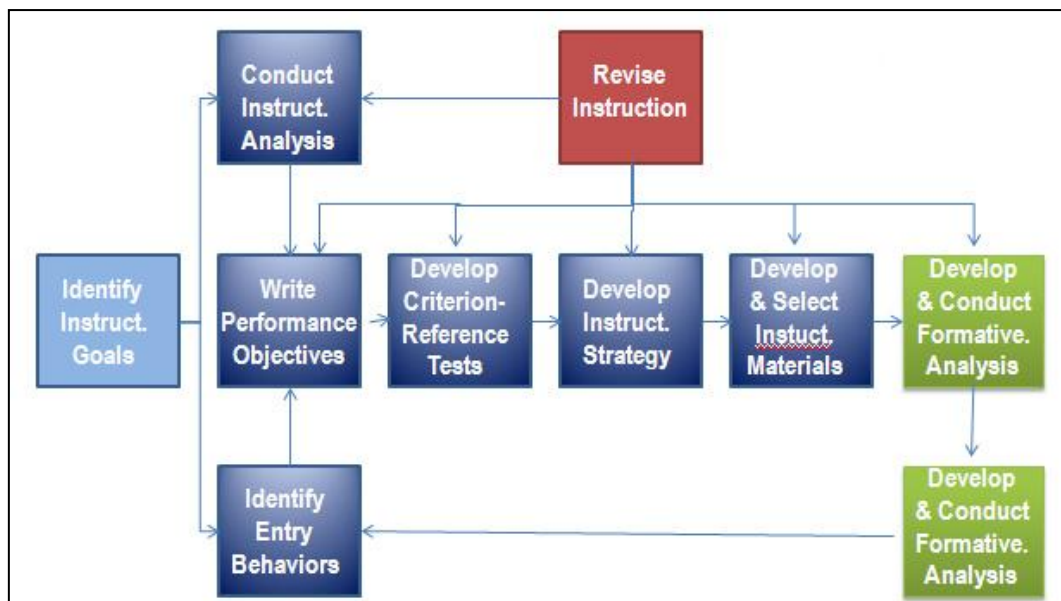 Conduct
Instruct.
Analysis
Revise
Instruction
Identify
Instruct.
Goals
Write
Performance
Objectives
Develop
Criterion-
Reference
Tests
Develop
Instruct.
Strategy
Develop
& Select
Instuct.
Materials
Develop
& Conduct
Formative.
Analysis
Identify
Entry
Behaviors
Develop
& Conduct
Formative.
Analysis